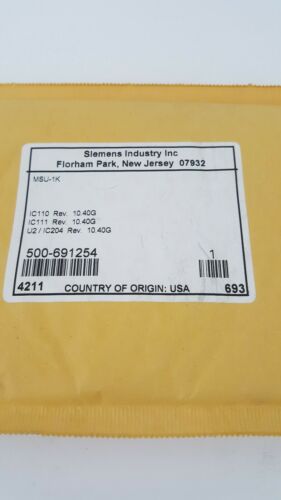 Siemens Industry Inc
Florham Park, New Jersey 07932
MSU-1K
IC110 Rev. 10.40G
IC111 Rev. 10.40G
U2 / IC204 Rev. 10.40G
500-691254 1
4211 COUNTRY OF ORIGIN: USA 693